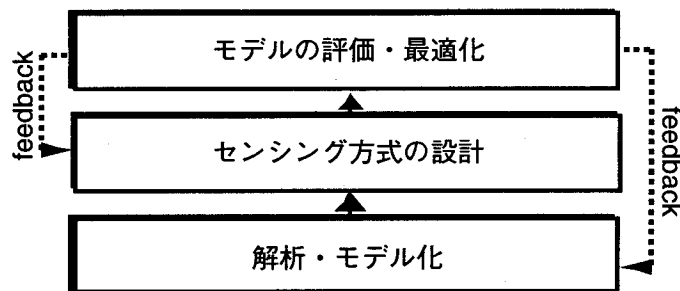 モデルの評価・最適化
feedback
センシング方式の設計
feedback
解析・モデル化